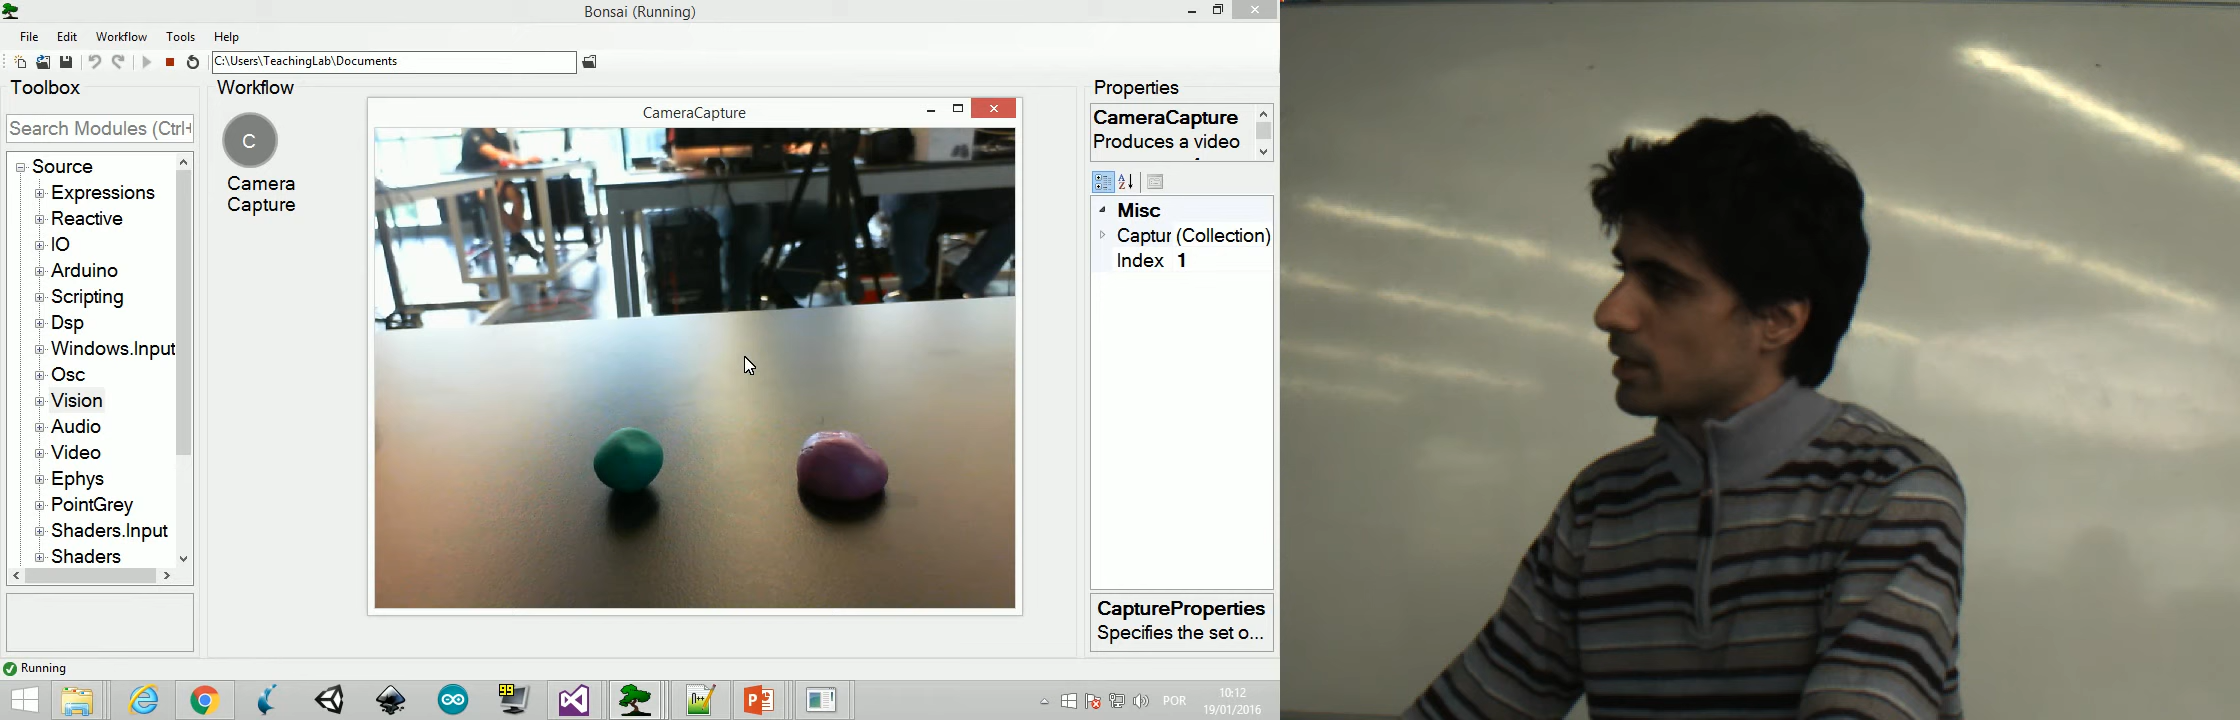 Bonsai (Running)
File Edit Workflow Tools Help
C:\Users\TeachingLab\Documents
Toolbox
Search Modules (Ctrl+
Source
Expressions
Reactive
IO
Arduino
Scripting
Dsp
Windows.Input
Osc
Vision
Audio
Video
Ephys
PointGrey
Shaders.Input
Shaders
Workflow
C
Camera
Capture
CameraCapture
Properties
CameraCapture
Produces a video
Misc
Captur (Collection)
Index 1
CaptureProperties
Specifies the set o...
Running
99
POR
10:12
19/01/2016